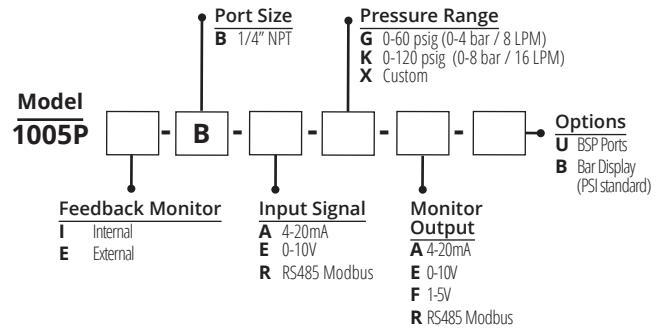 Port Size
B 1/4” NPT
Pressure Range
G 0-60 psig (0-4 bar / 8 LPM)
K 0-120 psig (0-8 bar / 16 LPM)
X Custom
Model
1005P
- B - - - -
Options
U BSP Ports
B Bar Display
(PSI standard)
Feedback Monitor
I Internal
E External
Input Signal
A 4-20mA
E 0-10V
R RS485 Modbus
Monitor
Output
A 4-20mA
E 0-10V
F 1-5V
R RS485 Modbus